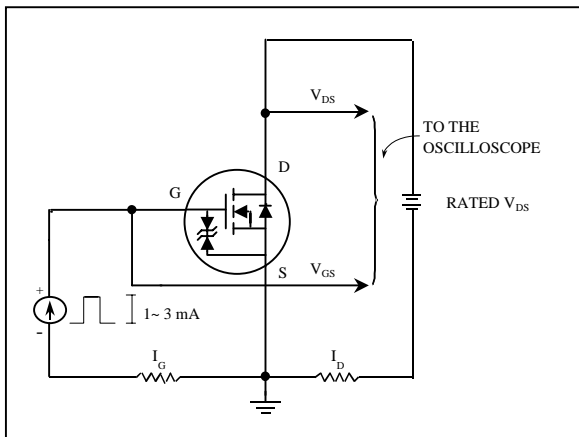 V_DS
TO THE
OSCILLOSCOPE
D
G
RATED V_DS
S
V_GS
+
-
1~ 3 mA
I_G
I_D